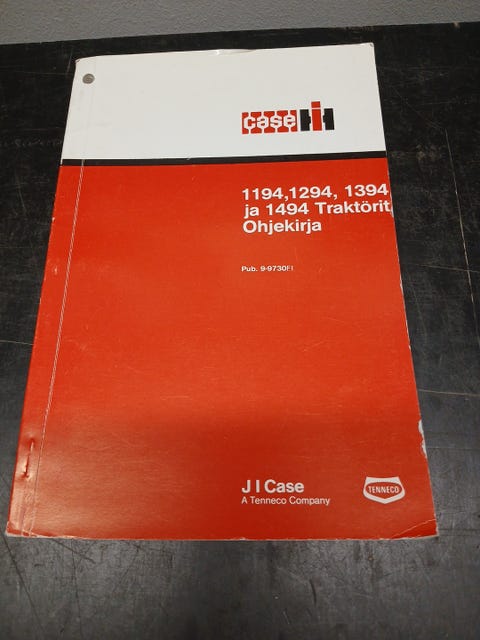 case IH
1194,1294, 1394
ja 1494 Traktörit
Ohjekirja
Pub. 9-9730FI
J I Case
A Tenneco Company
TENNECO